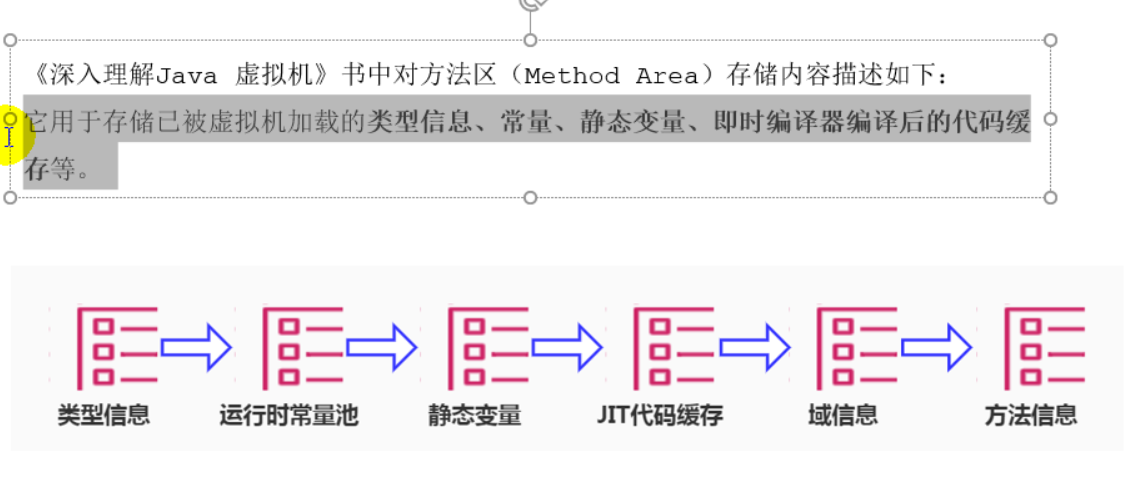 《深入理解Java 虚拟机》书中对方法区（Method Area）存储内容描述如下：
它用于存储已被虚拟机加载的类型信息、常量、静态变量、即时编译器编译后的代码缓
存等。
类型信息 运行时常量池 静态变量 JIT代码缓存 域信息 方法信息